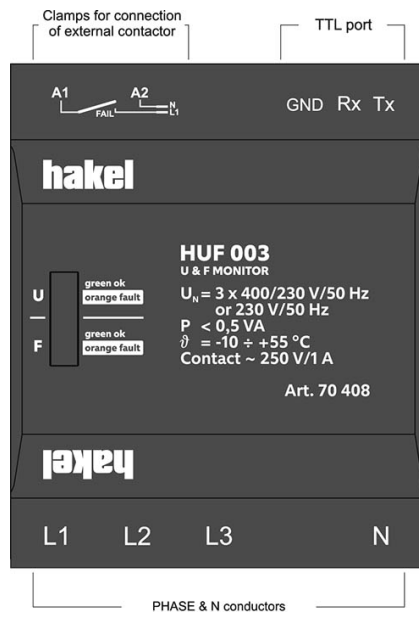 Clamps for connection
of external contactor
TTL port
A1 A2
FAIL
N
L1
GND Rx Tx
hakel
HUF 003
U & F MONITOR
U
green ok
orange fault
F
green ok
orange fault
U_N = 3 x 400/230 V/50 Hz
or 230 V/50 Hz
P < 0,5 VA
ϑ = -10 ÷ +55 °C
Contact ~ 250 V/1 A
Art. 70 408
hakel
L1 L2 L3 N
PHASE & N conductors